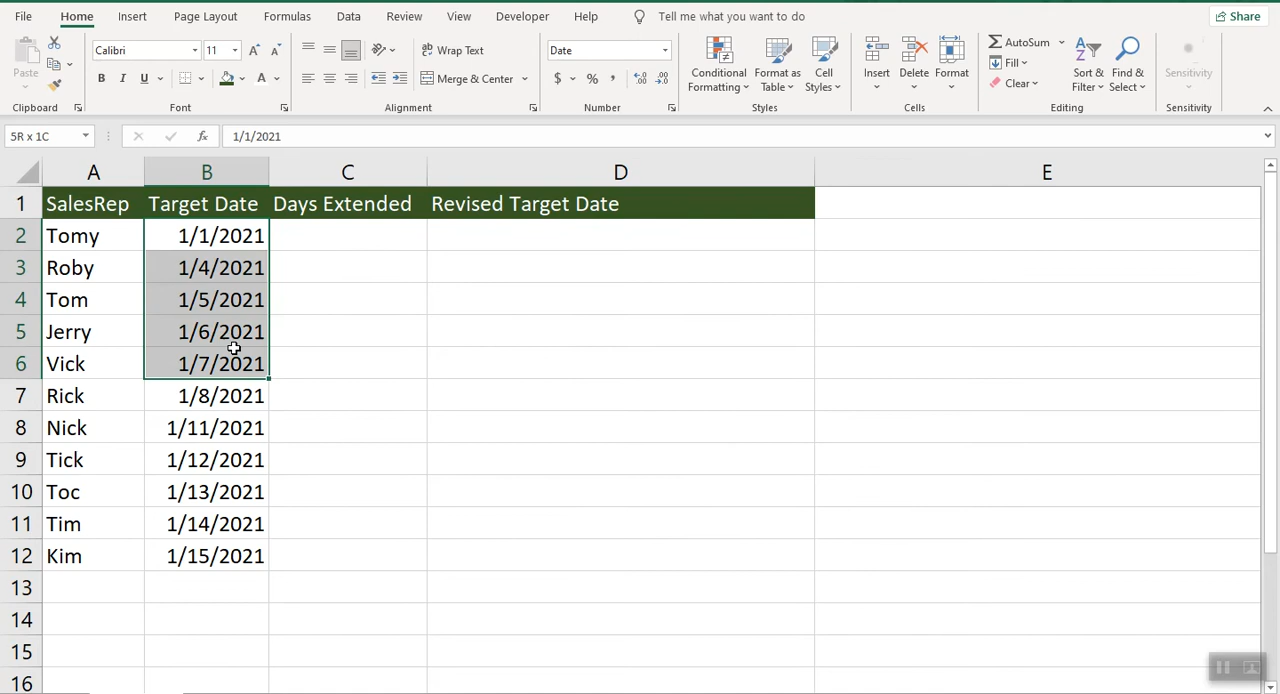 File Home Insert Page Layout Formulas Data Review View Developer Help Tell me what you want to do Share
Paste Calibri 11 A A Wrap Text Date AutoSum
B I U A Merge & Center $ % , Conditional Formatting Format as Table Cell Styles Insert Delete Format Fill Clear Sort & Filter Find & Select Sensitivity
Clipboard Font Alignment Number Styles Cells Editing Sensitivity
5R x 1C fx 1/1/2021
A B C D E
1 SalesRep Target Date Days Extended Revised Target Date
2 Tomy 1/1/2021
3 Roby 1/4/2021
4 Tom 1/5/2021
5 Jerry 1/6/2021
6 Vick 1/7/2021
7 Rick 1/8/2021
8 Nick 1/11/2021
9 Tick 1/12/2021
10 Toc 1/13/2021
11 Tim 1/14/2021
12 Kim 1/15/2021
13
14
15
16